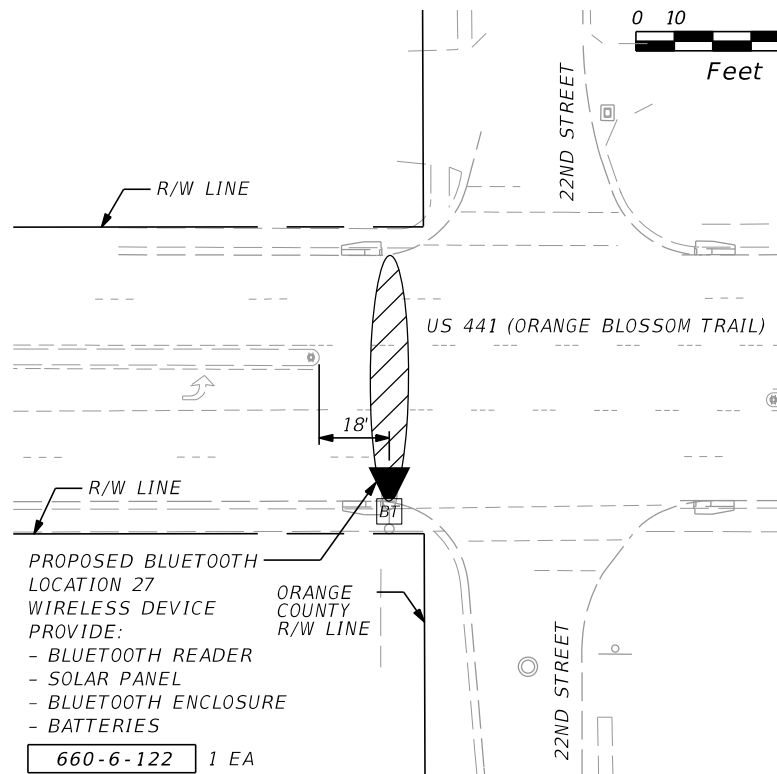 0 10
Feet
22ND STREET
R/W LINE
US 441 (ORANGE BLOSSOM TRAIL)
18'
R/W LINE
BT
PROPOSED BLUETOOTH
LOCATION 27
WIRELESS DEVICE
PROVIDE:
- BLUETOOTH READER
- SOLAR PANEL
- BLUETOOTH ENCLOSURE
- BATTERIES
660-6-122 1 EA
ORANGE
COUNTY
R/W LINE
22ND STREET